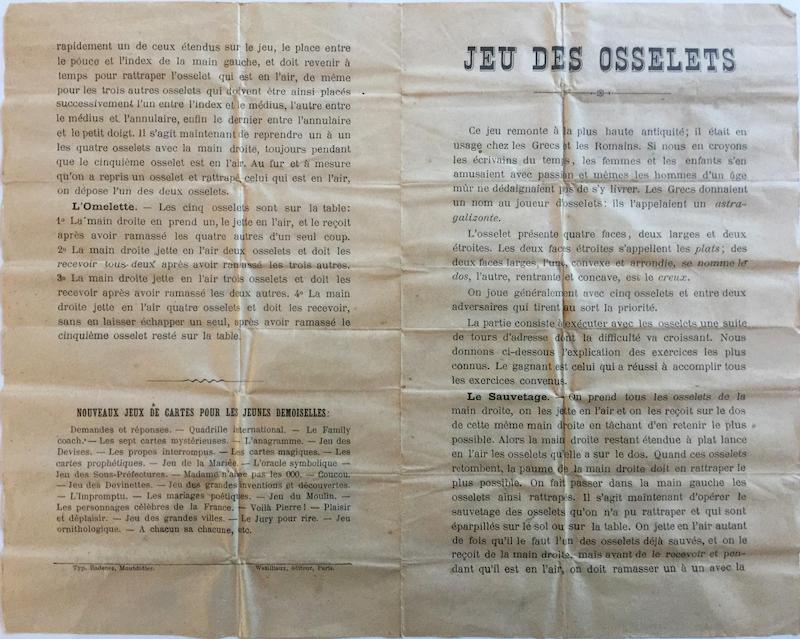 rapidement un de ceux étendus sur le jeu, le place entre
le pouce et l'index de la main gauche, et doit revenir à
temps pour rattraper l'osselet qui est en l'air, de même
pour les trois autres osselets qui doivent être ainsi placés
successivement l'un entre l'index et le médius, l'autre entre
le médius et l'annulaire, enfin le dernier entre l'annulaire
et le petit doigt. Il s'agit maintenant de reprendre un à un
les quatre osselets avec la main droite, toujours pendant
que le cinquième osselet est en l'air. Au fur et à mesure
qu'on a repris un osselet et rattrapé celui qui est en l'air,
on dépose l'un des deux osselets.
L'Omelette. — Les cinq osselets sont sur la table:
1º La main droite en prend un, le jette en l'air, et le reçoit
après avoir ramassé les quatre autres d'un seul coup.
2º La main droite jette en l'air deux osselets et doit les
recevoir tous deux après avoir ramassé les trois autres.
3º La main droite jette en l'air trois osselets et doit les
recevoir après avoir ramassé les deux autres. 4º La main
droite jette en l'air quatre osselets et doit les recevoir,
sans en laisser échapper un seul, après avoir ramassé le
cinquième osselet resté sur la table.
NOUVEAUX JEUX DE CARTES POUR LES JEUNES DEMOISELLES:
Demandes et réponses. — Quadrille international. — Le Family
coach. — Les sept cartes mystérieuses. — L'anagramme. — Jeu des
Devises. — Les propos interrompus. — Les cartes magiques. — Les
cartes prophétiques. — Jeu de la Mariée. — L'oracle symbolique —
Jeu des Sous-Préfectures. — Madame n'aime pas les OOO. — Coucou.
— Jeu des Devinettes. — Jeu des grandes inventions et découvertes.
— L'Impromptu. — Les mariages poétiques. — Jeu du Moulin. —
Les personnages célèbres de la France. — Voilà Pierre! — Plaisir
et déplaisir. — Jeu des grandes villes. — Le Jury pour rire. — Jeu
ornithologique. — A chacun sa chacune, etc.
Typ. Radenez, Montdidier. Watilliaux, éditeur, Paris.
JEU DES OSSELETS
Ce jeu remonte à la plus haute antiquité; il était en
usage chez les Grecs et les Romains. Si nous en croyons
les écrivains du temps, les femmes et les enfants s'en
amusaient avec passion et mêmes les hommes d'un âge
mûr ne dédaignaient pas de s'y livrer. Les Grecs donnaient
un nom au joueur d'osselets: ils l'appelaient un astra-
galizonte.
L'osselet présente quatre faces, deux larges et deux
étroites. Les deux faces étroites s'appellent les plats; des
deux faces larges, l'une, convexe et arrondie, se nomme le
dos, l'autre, rentrante et concave, est le creux.
On joue généralement avec cinq osselets et entre deux
adversaires qui tirent au sort la priorité.
La partie consiste à exécuter avec les osselets une suite
de tours d'adresse dont la difficulté va croissant. Nous
donnons ci-dessous l'explication des exercices les plus
connus. Le gagnant est celui qui a réussi à accomplir tous
les exercices convenus.
Le Sauvetage. — On prend tous les osselets de la
main droite, on les jette en l'air et on les reçoit sur le dos
de cette même main en tâchant d'en retenir le plus
possible. Alors la main droite restant étendue à plat lance
en l'air les osselets qu'elle a sur le dos. Quand ces osselets
retombent, la paume de la main droite doit en rattraper le
plus possible. On fait passer dans la main gauche les
osselets ainsi rattrapés. Il s'agit maintenant d'opérer le
sauvetage des osselets qu'on n'a pu rattraper et qui sont
éparpillés sur le sol ou sur la table. On jette en l'air autant
de fois qu'il le faut l'un des osselets déjà sauvés, et on le
reçoit de la main droite, mais avant de le recevoir et pen-
dant qu'il est en l'air, on doit ramasser un à un avec la